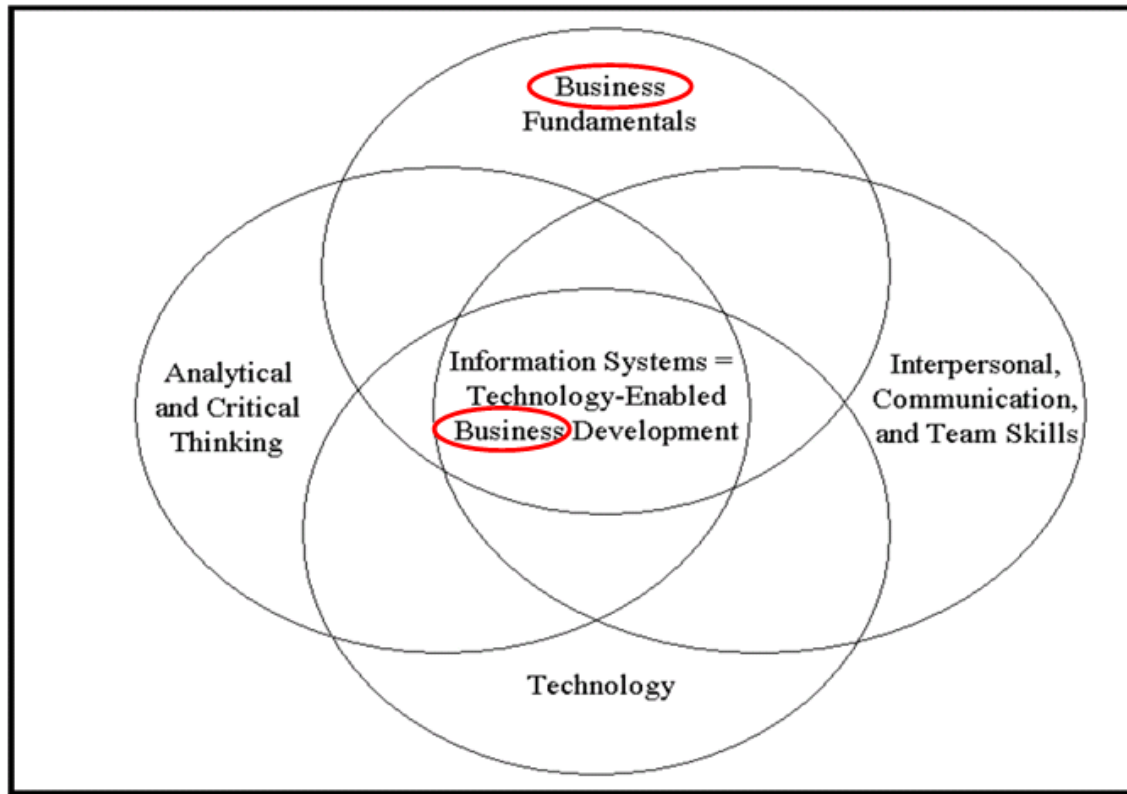 Business
Fundamentals
Analytical
and Critical
Thinking
Information Systems =
Technology-Enabled
Business Development
Interpersonal,
Communication,
and Team Skills
Technology